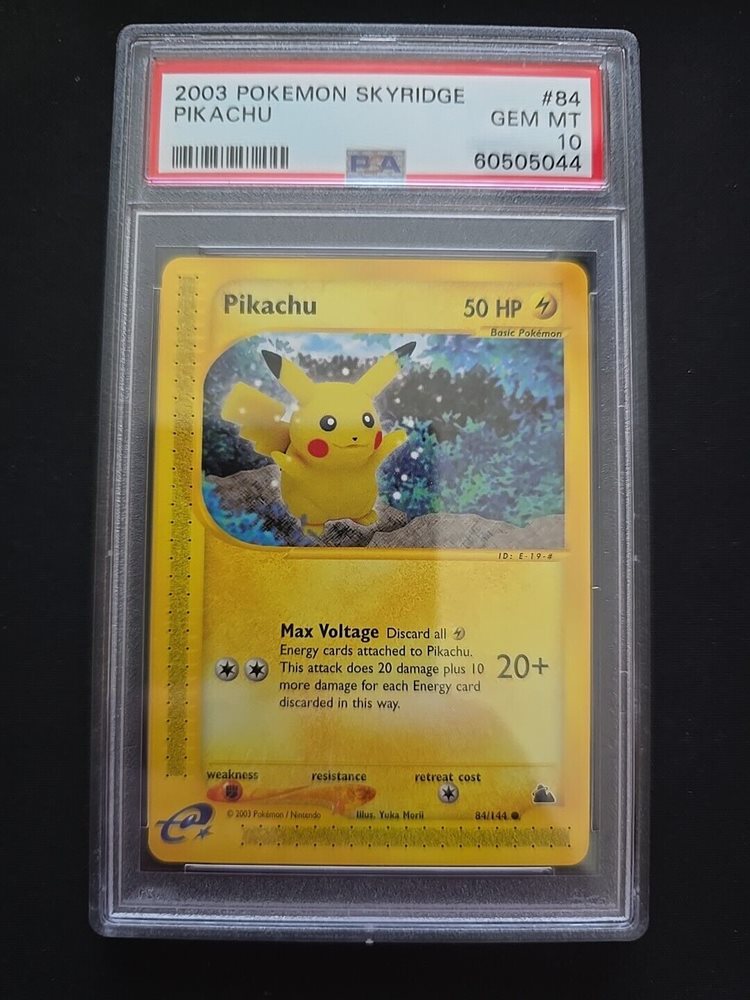 2003 POKEMON SKYRIDGE #84
PIKACHU GEM MT
10
PSA 60505044
Pikachu 50 HP
Basic Pokémon
ID: E-19-#
Max Voltage Discard all
Energy cards attached to Pikachu.
This attack does 20 damage plus 10
more damage for each Energy card
discarded in this way.
20+
weakness resistance retreat cost
© 2003 Pokémon / Nintendo Illus. Yuka Morii 84/144
e